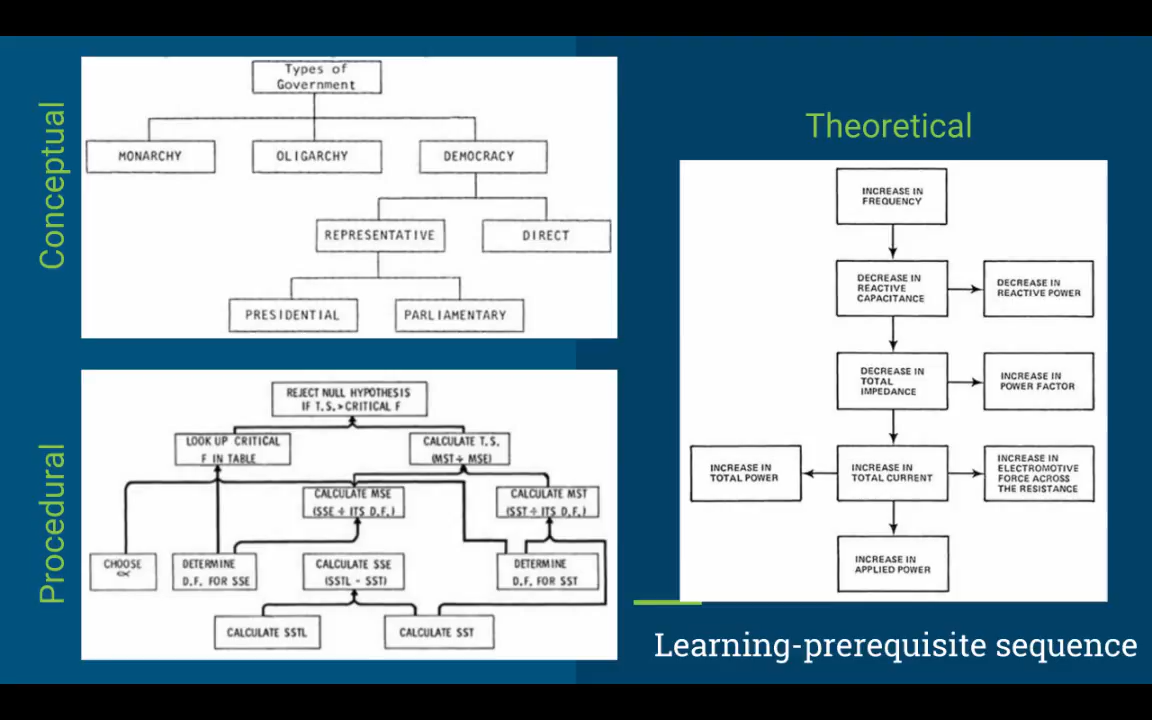 Conceptual
Types of
Government
MONARCHY
OLIGARCHY
DEMOCRACY
REPRESENTATIVE
DIRECT
PRESIDENTIAL
PARLIAMENTARY
Procedural
REJECT NULL HYPOTHESIS
IF T.S. > CRITICAL F
LOOK UP CRITICAL
F IN TABLE
CALCULATE T.S.
(MST ÷ MSE)
CALCULATE MSE
(SSE ÷ ITS D.F.)
CALCULATE MST
(SST ÷ ITS D.F.)
CHOOSE
∝
DETERMINE
D.F. FOR SSE
CALCULATE SSE
(SSTL - SST)
DETERMINE
D.F. FOR SST
CALCULATE SSTL
CALCULATE SST
Theoretical
INCREASE IN
FREQUENCY
DECREASE IN
REACTIVE
CAPACITANCE
DECREASE IN
REACTIVE POWER
DECREASE IN
TOTAL
IMPEDANCE
INCREASE IN
POWER FACTOR
INCREASE IN
TOTAL POWER
INCREASE IN
TOTAL CURRENT
INCREASE IN
ELECTROMOTIVE
FORCE ACROSS
THE RESISTANCE
INCREASE IN
APPLIED POWER
Learning-prerequisite sequence